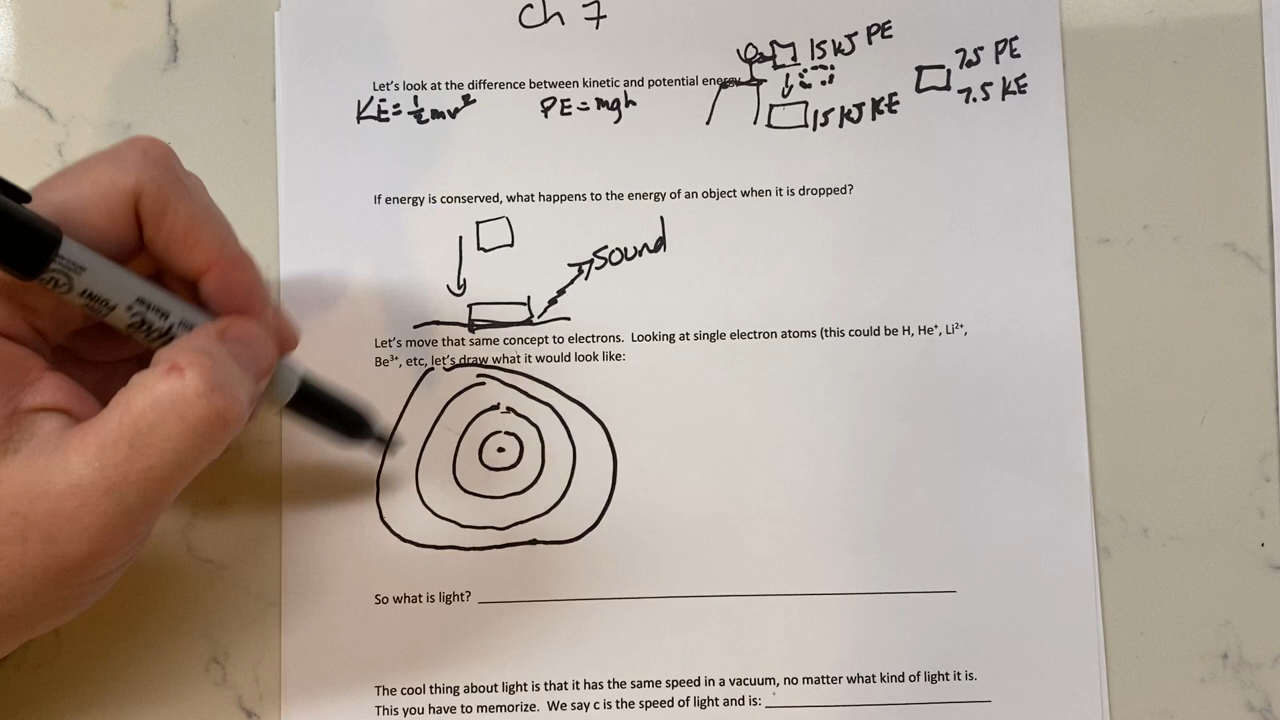 Ch 7
15 kJ PE
Let's look at the difference between kinetic and potential energy
7.5 PE
7.5 KE
KE = ½mv²
PE = mgh
15 kJ KE
If energy is conserved, what happens to the energy of an object when it is dropped?
sound
Let's move that same concept to electrons. Looking at single electron atoms (this could be H, He⁺, Li²⁺,
Be³⁺, etc, let's draw what it would look like:
So what is light?
The cool thing about light is that it has the same speed in a vacuum, no matter what kind of light it is.
This you have to memorize. We say c is the speed of light and is:
POINT